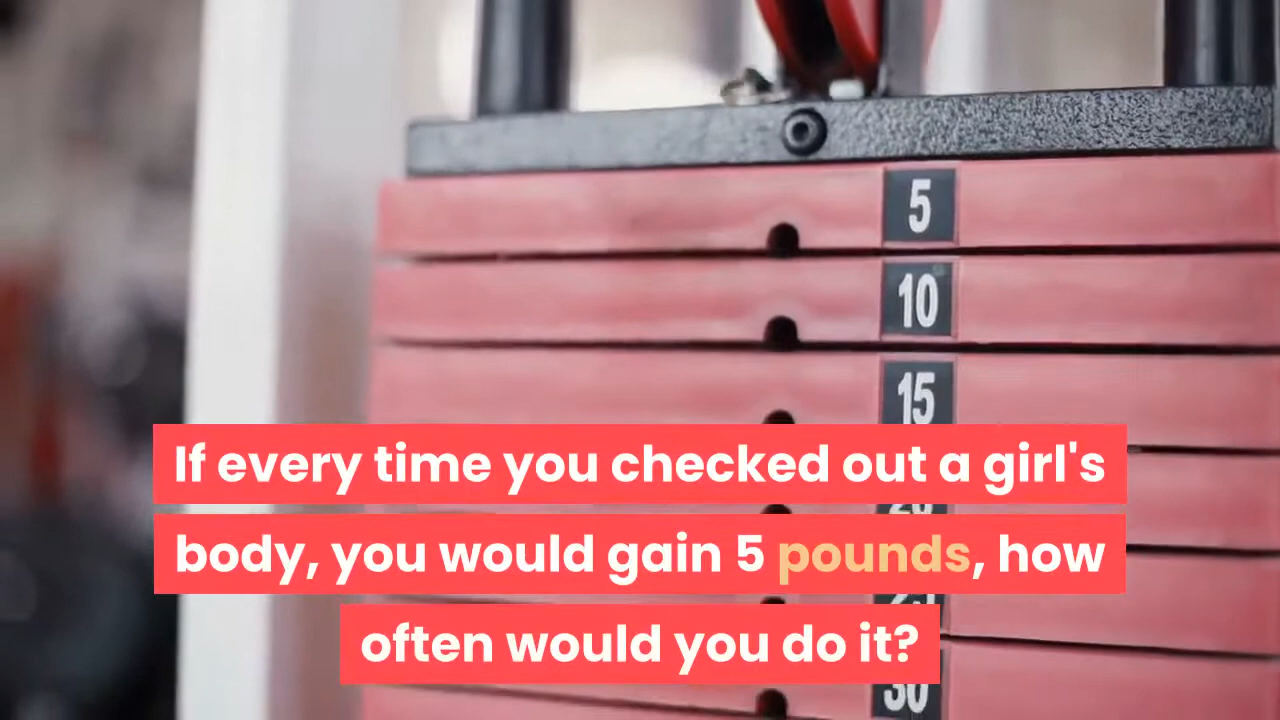 5
10
15
If every time you checked out a girl's
body, you would gain 5 pounds, how
often would you do it?
30